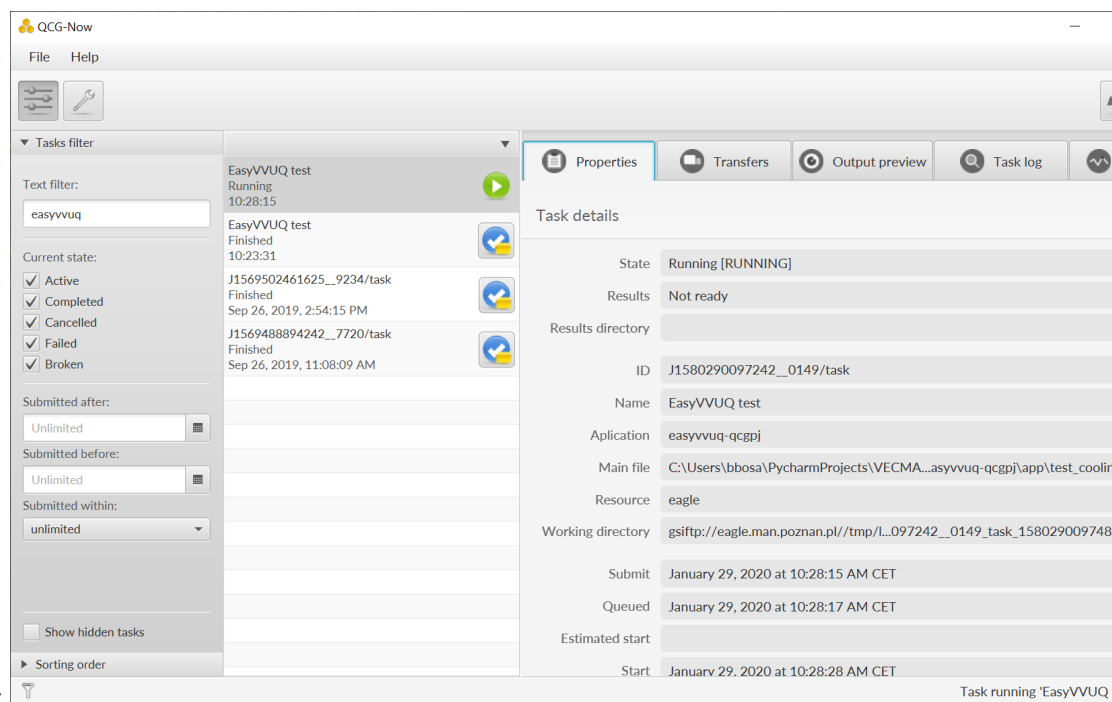 QCG-Now
File Help
Tasks filter
Text filter:
easyvvuq
Current state:
Active
Completed
Cancelled
Failed
Broken
Submitted after:
Unlimited
Submitted before:
Unlimited
Submitted within:
unlimited
Show hidden tasks
Sorting order
EasyVVUQ test
Running
10:28:15
EasyVVUQ test
Finished
10:23:31
J1569502461625__9234/task
Finished
Sep 26, 2019, 2:54:15 PM
J1569488894242__7720/task
Finished
Sep 26, 2019, 11:08:09 AM
Properties Transfers Output preview Task log
Task details
State Running [RUNNING]
Results Not ready
Results directory
ID J1580290097242__0149/task
Name EasyVVUQ test
Aplication easyvvuq-qcgpj
Main file C:\Users\bbosa\PycharmProjects\VECMA...asyvvuq-qcgpj\app\test_coolin
Resource eagle
Working directory gsiftp://eagle.man.poznan.pl//tmp/l...097242__0149_task_158029009748
Submit January 29, 2020 at 10:28:15 AM CET
Queued January 29, 2020 at 10:28:17 AM CET
Estimated start
Start January 29, 2020 at 10:28:28 AM CET
Task running 'EasyVVUQ